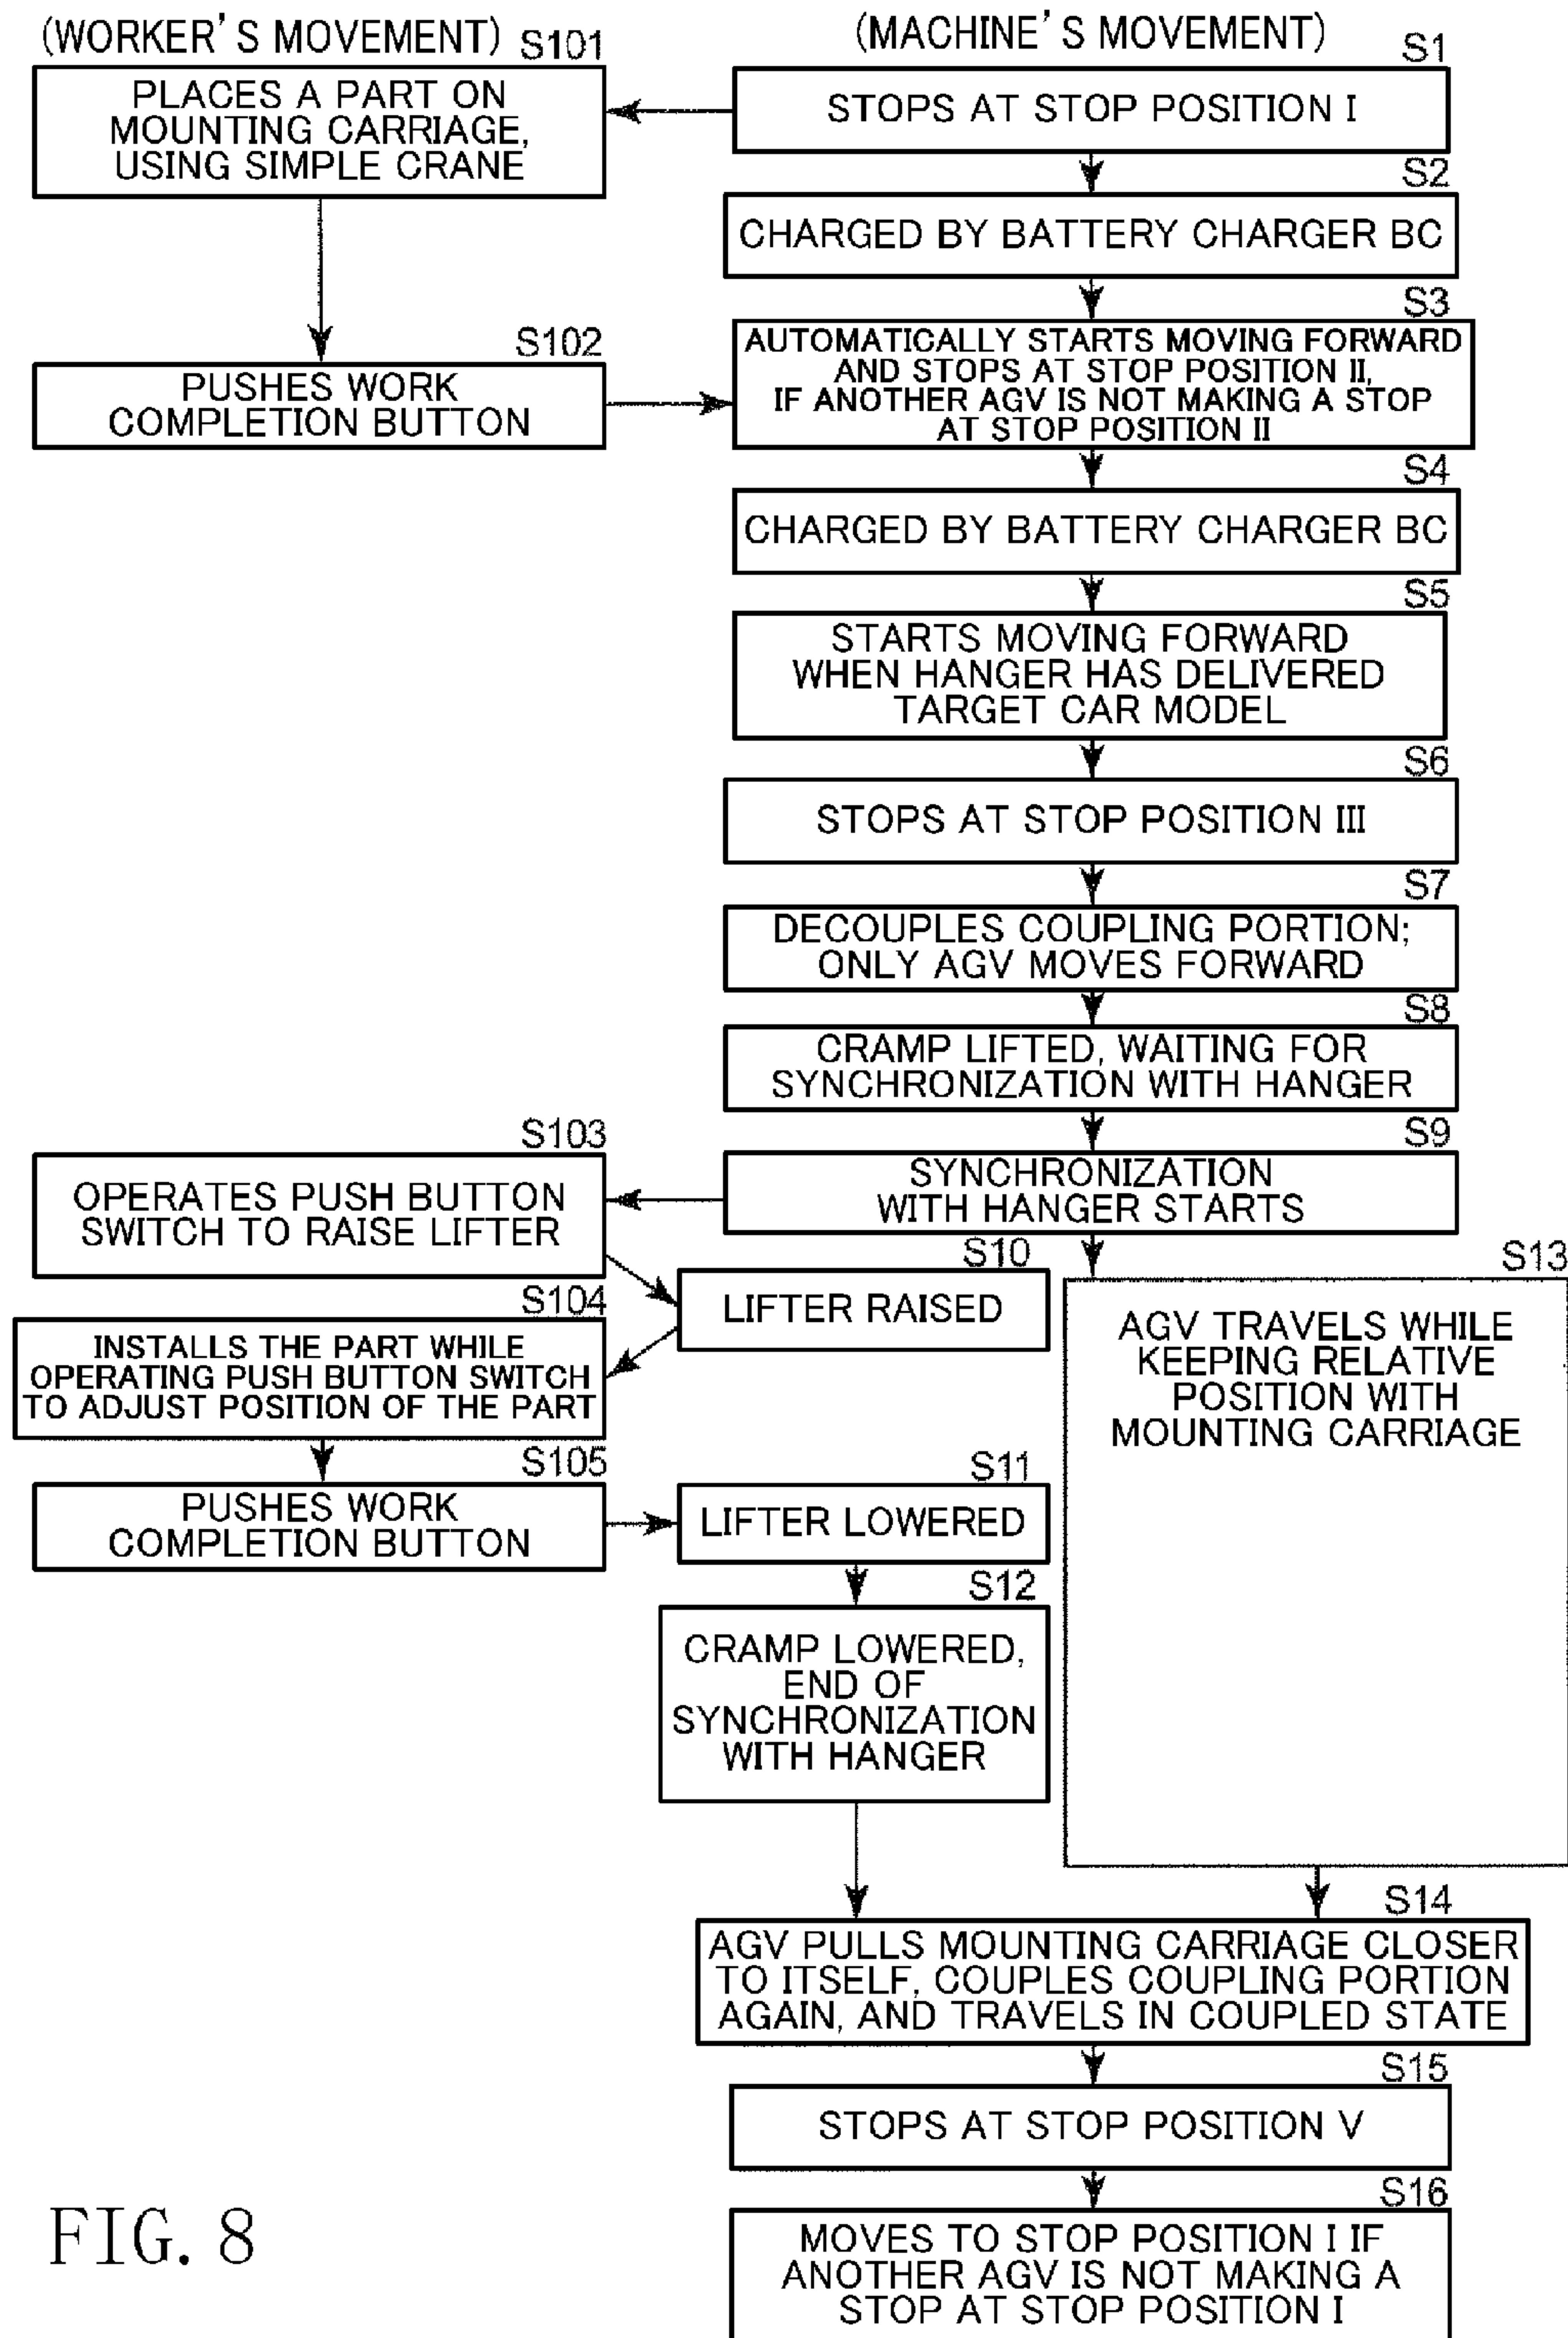 (WORKER'S MOVEMENT)
(MACHINE'S MOVEMENT)
S101
PLACES A PART ON
MOUNTING CARRIAGE,
USING SIMPLE CRANE
S1
STOPS AT STOP POSITION I
S2
CHARGED BY BATTERY CHARGER BC
S102
PUSHES WORK
COMPLETION BUTTON
S3
AUTOMATICALLY STARTS MOVING FORWARD
AND STOPS AT STOP POSITION II,
IF ANOTHER AGV IS NOT MAKING A STOP
AT STOP POSITION II
S4
CHARGED BY BATTERY CHARGER BC
S5
STARTS MOVING FORWARD
WHEN HANGER HAS DELIVERED
TARGET CAR MODEL
S6
STOPS AT STOP POSITION III
S7
DECOUPLES COUPLING PORTION;
ONLY AGV MOVES FORWARD
S8
CRAMP LIFTED, WAITING FOR
SYNCHRONIZATION WITH HANGER
S9
SYNCHRONIZATION
WITH HANGER STARTS
S103
OPERATES PUSH BUTTON
SWITCH TO RAISE LIFTER
S10
LIFTER RAISED
S13
AGV TRAVELS WHILE
KEEPING RELATIVE
POSITION WITH
MOUNTING CARRIAGE
S104
INSTALLS THE PART WHILE
OPERATING PUSH BUTTON SWITCH
TO ADJUST POSITION OF THE PART
S105
PUSHES WORK
COMPLETION BUTTON
S11
LIFTER LOWERED
S12
CRAMP LOWERED,
END OF
SYNCHRONIZATION
WITH HANGER
S14
AGV PULLS MOUNTING CARRIAGE CLOSER
TO ITSELF, COUPLES COUPLING PORTION
AGAIN, AND TRAVELS IN COUPLED STATE
S15
STOPS AT STOP POSITION V
S16
MOVES TO STOP POSITION I IF
ANOTHER AGV IS NOT MAKING A
STOP AT STOP POSITION I
FIG. 8